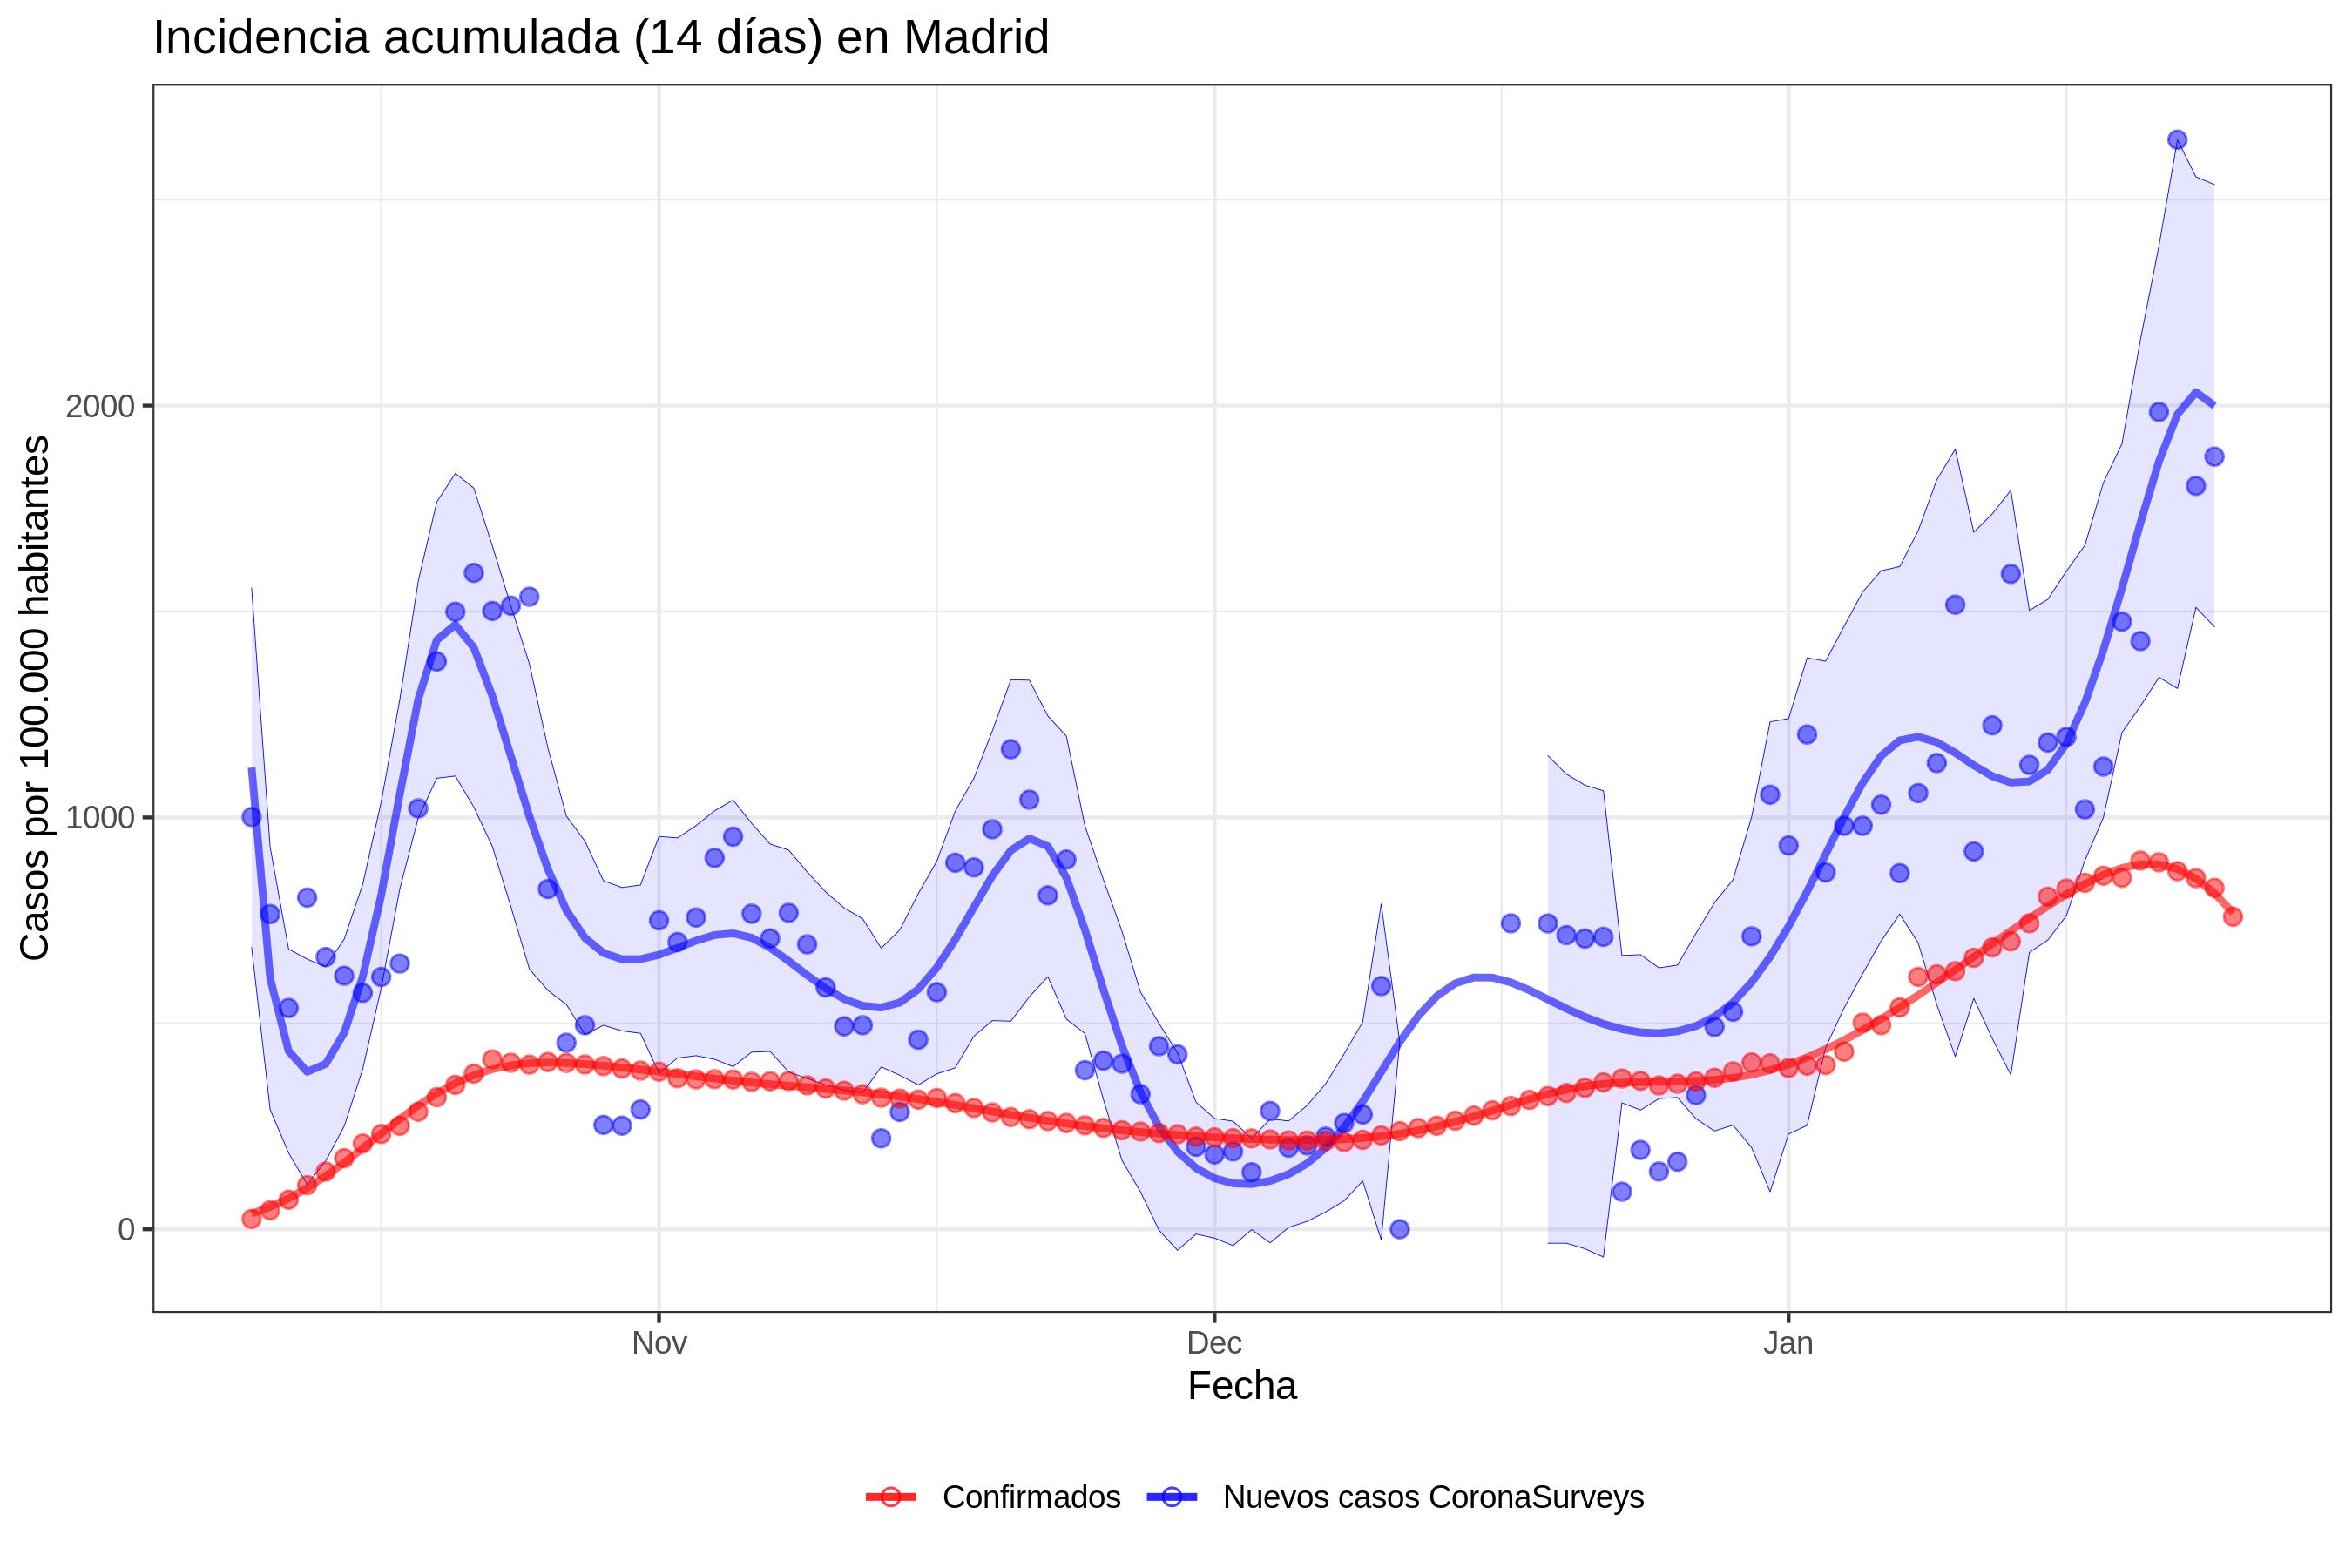 Incidencia acumulada (14 días) en Madrid
Casos por 100.000 habitantes
2000
1000
0
Nov Dec Jan
Fecha
Confirmados Nuevos casos CoronaSurveys